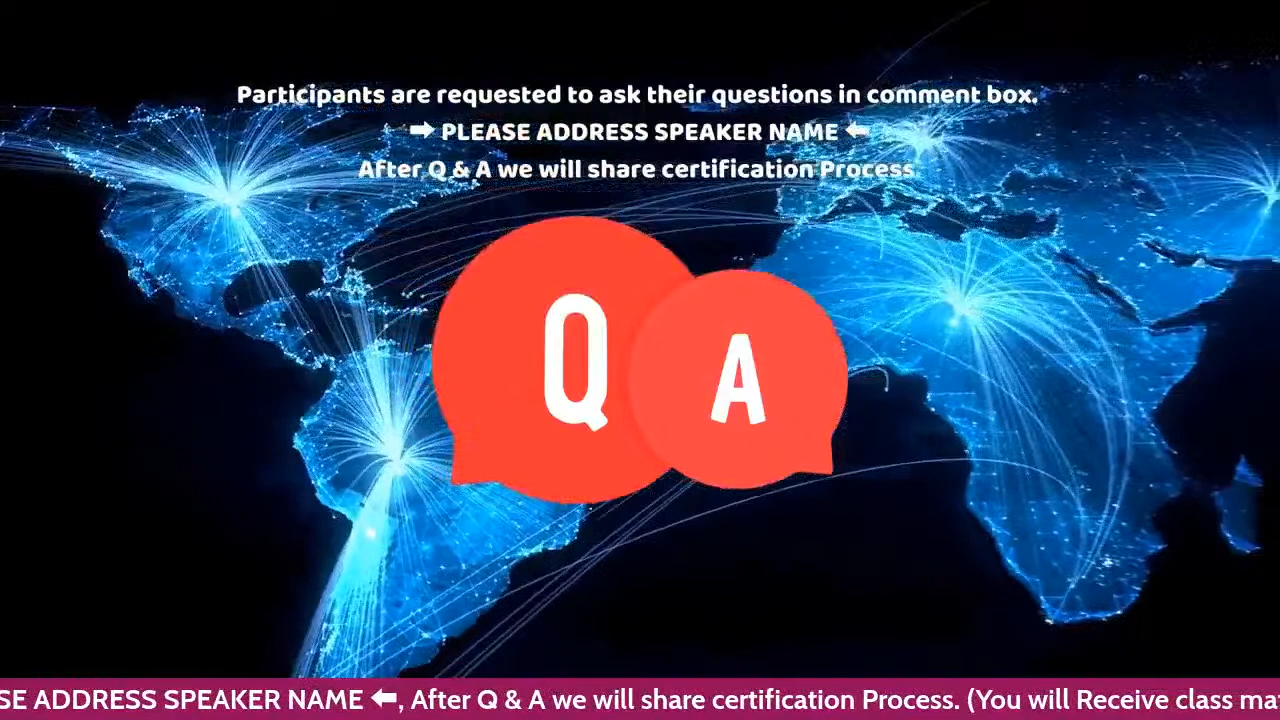 Participants are requested to ask their questions in comment box.
➡ PLEASE ADDRESS SPEAKER NAME ⬅
After Q & A we will share certification Process
Q A
ADDRESS SPEAKER NAME ⬅, After Q & A we will share certification Process. (You will Receive class